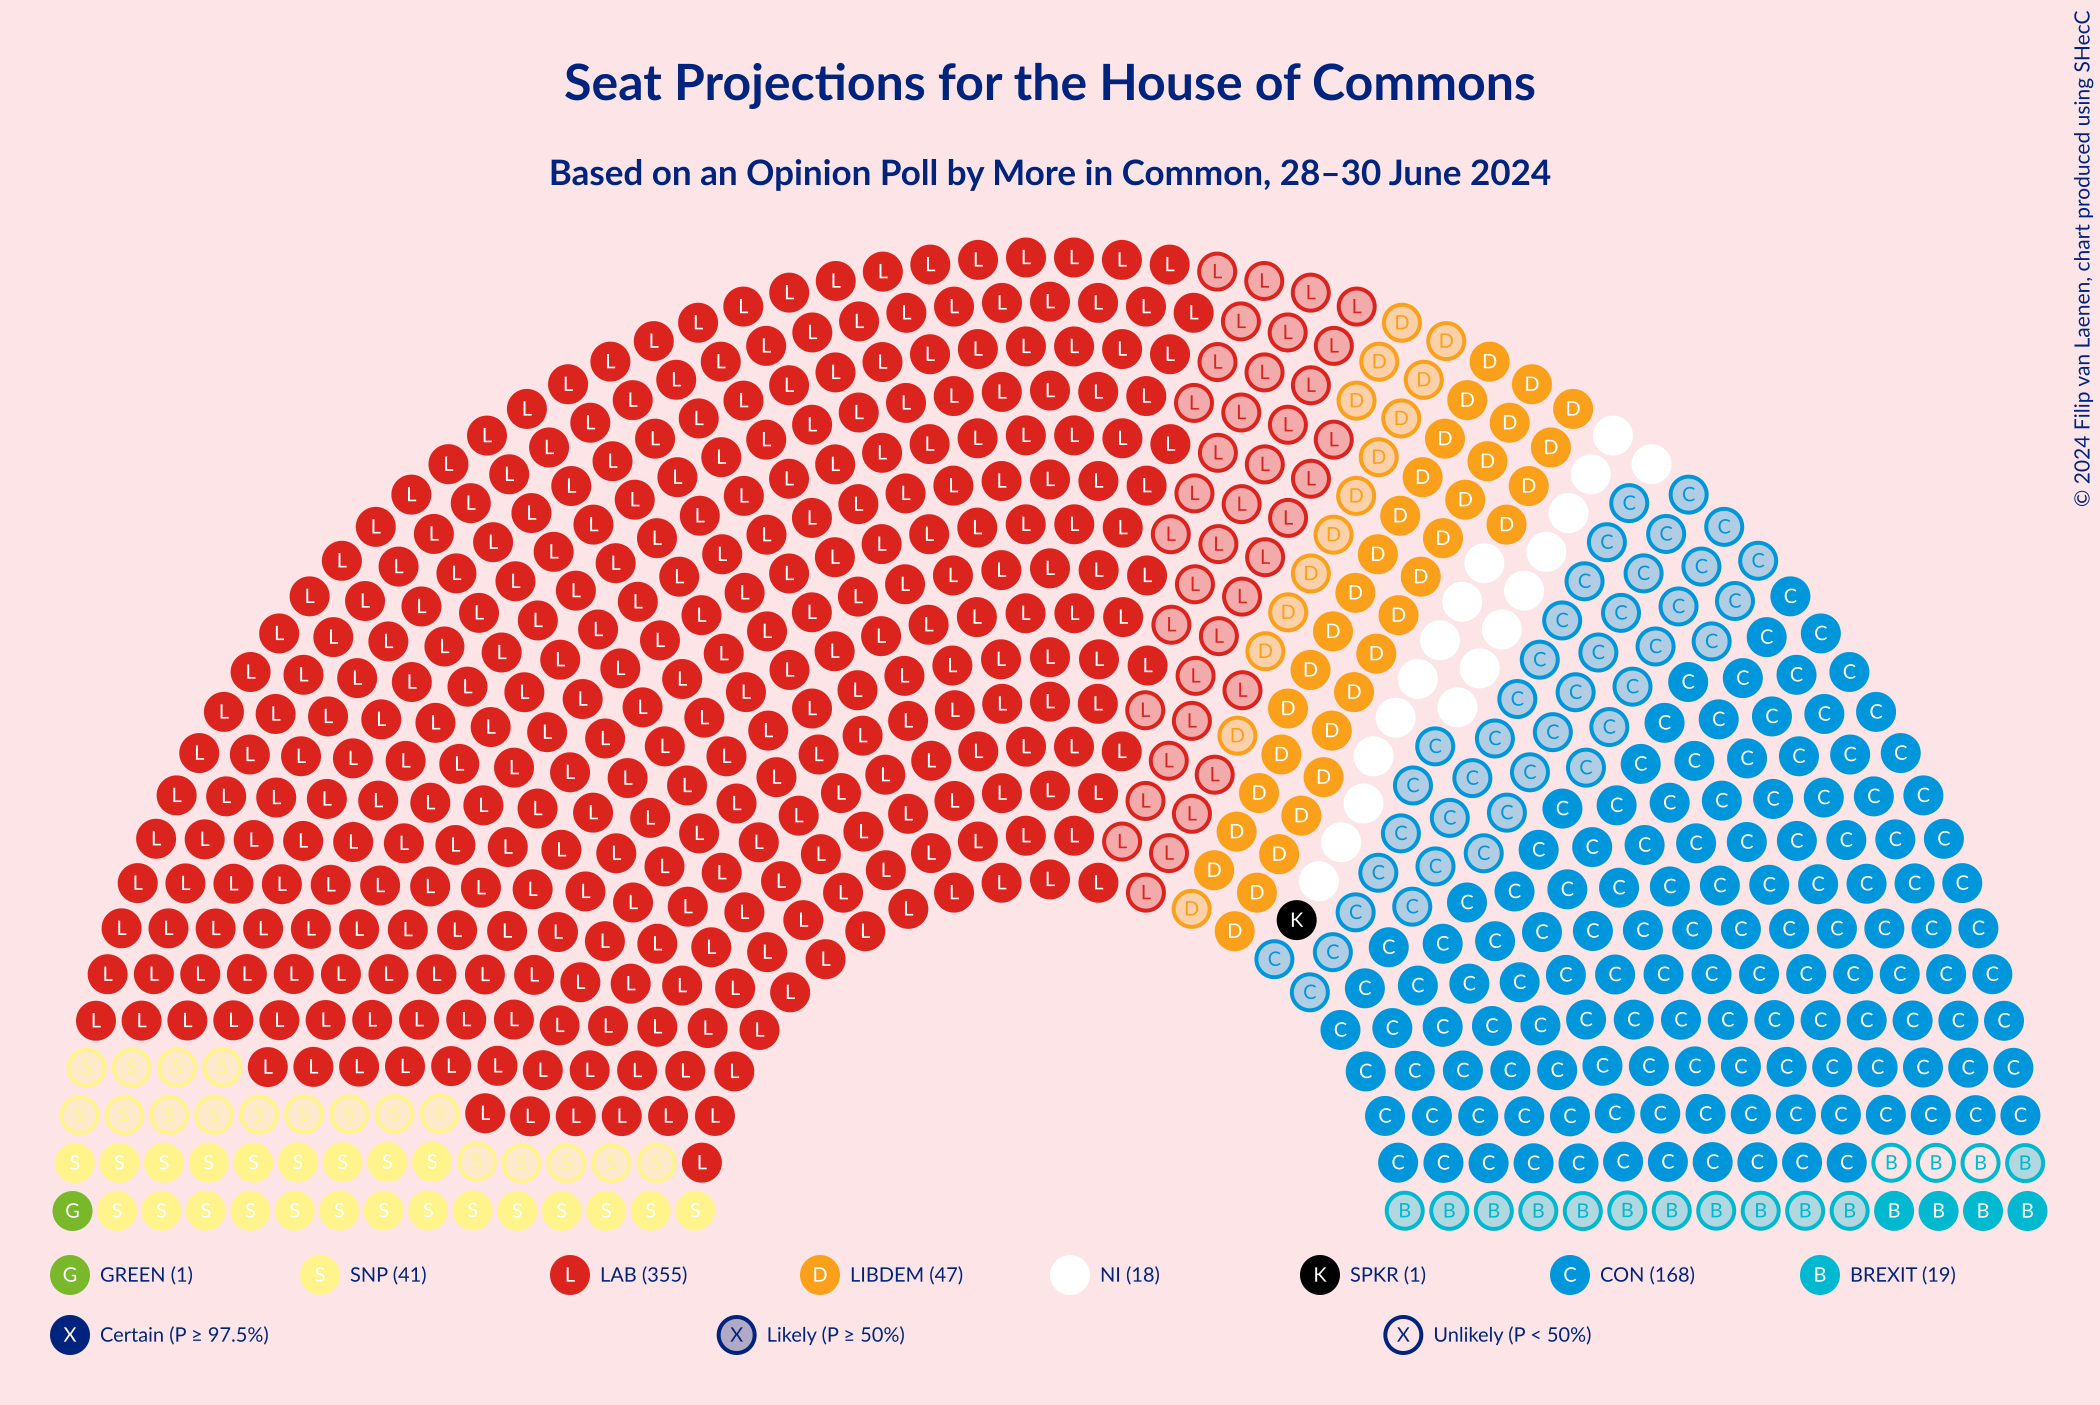 Seat Projections for the House of Commons
Based on an Opinion Poll by More in Common, 28–30 June 2024
© 2024 Filip van Laenen, chart produced using SHecC
G GREEN (1) S SNP (41) L LAB (355) D LIBDEM (47) NI (18) K SPKR (1) C CON (168) B BREXIT (19)
X Certain (P ≥ 97.5%) X Likely (P ≥ 50%) X Unlikely (P < 50%)